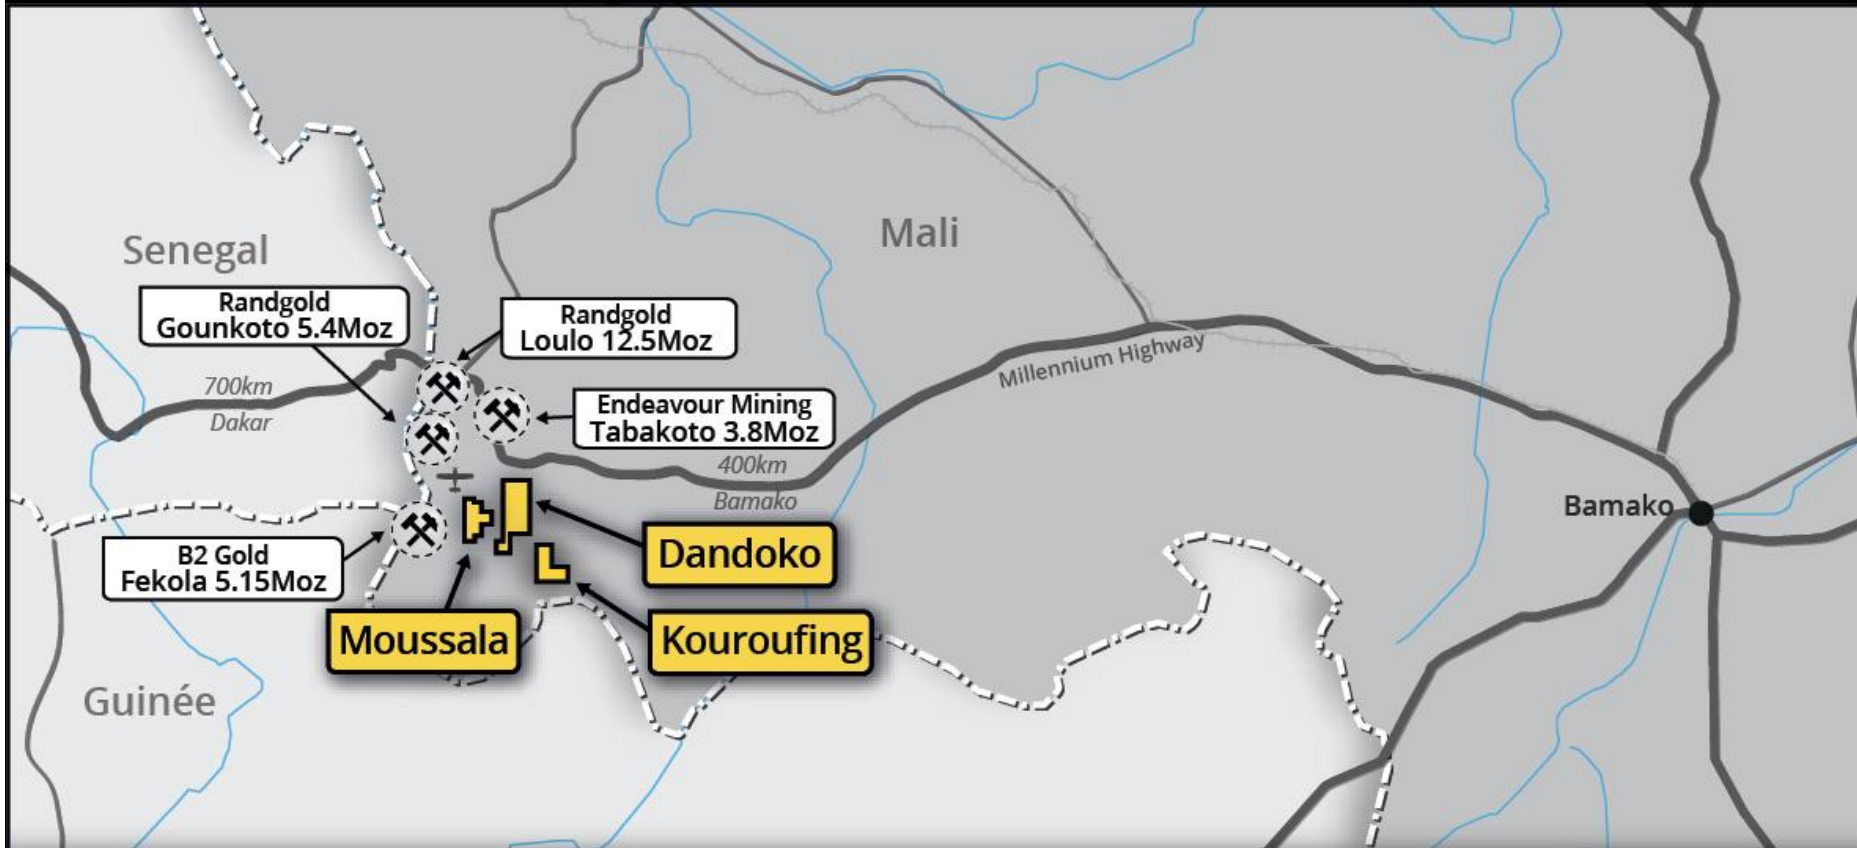 Mali
Senegal
Randgold
Gounkoto 5.4Moz
Randgold
Loulo 12.5Moz
Millennium Highway
700km
Dakar
Endeavour Mining
Tabakoto 3.8Moz
400km
Bamako
Bamako
B2 Gold
Fekola 5.15Moz
Dandoko
Moussala
Kouroufing
Guinée